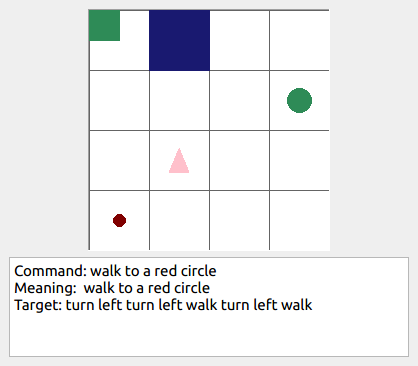 Command: walk to a red circle
Meaning:  walk to a red circle
Target: turn left turn left walk turn left walk